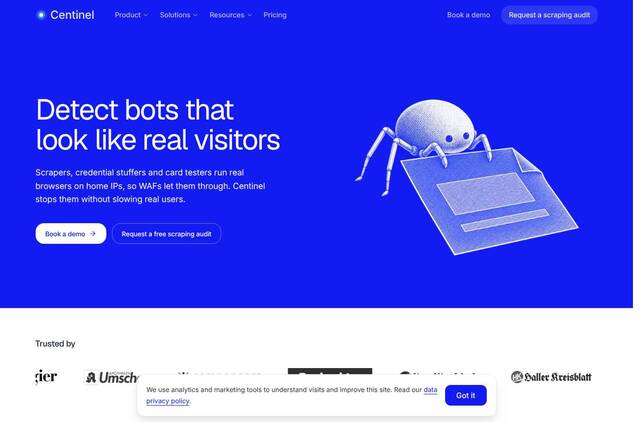 Centinel
Product Solutions Resources Pricing
Book a demo
Request a scraping audit
Detect bots that
look like real visitors
Scrapers, credential stuffers and card testers run real
browsers on home IPs, so WAFs let them through. Centinel
stops them without slowing real users.
Book a demo →
Request a free scraping audit
Trusted by
Haller Kreisblatt
We use analytics and marketing tools to understand visits and improve this site. Read our data
privacy policy.
Got it